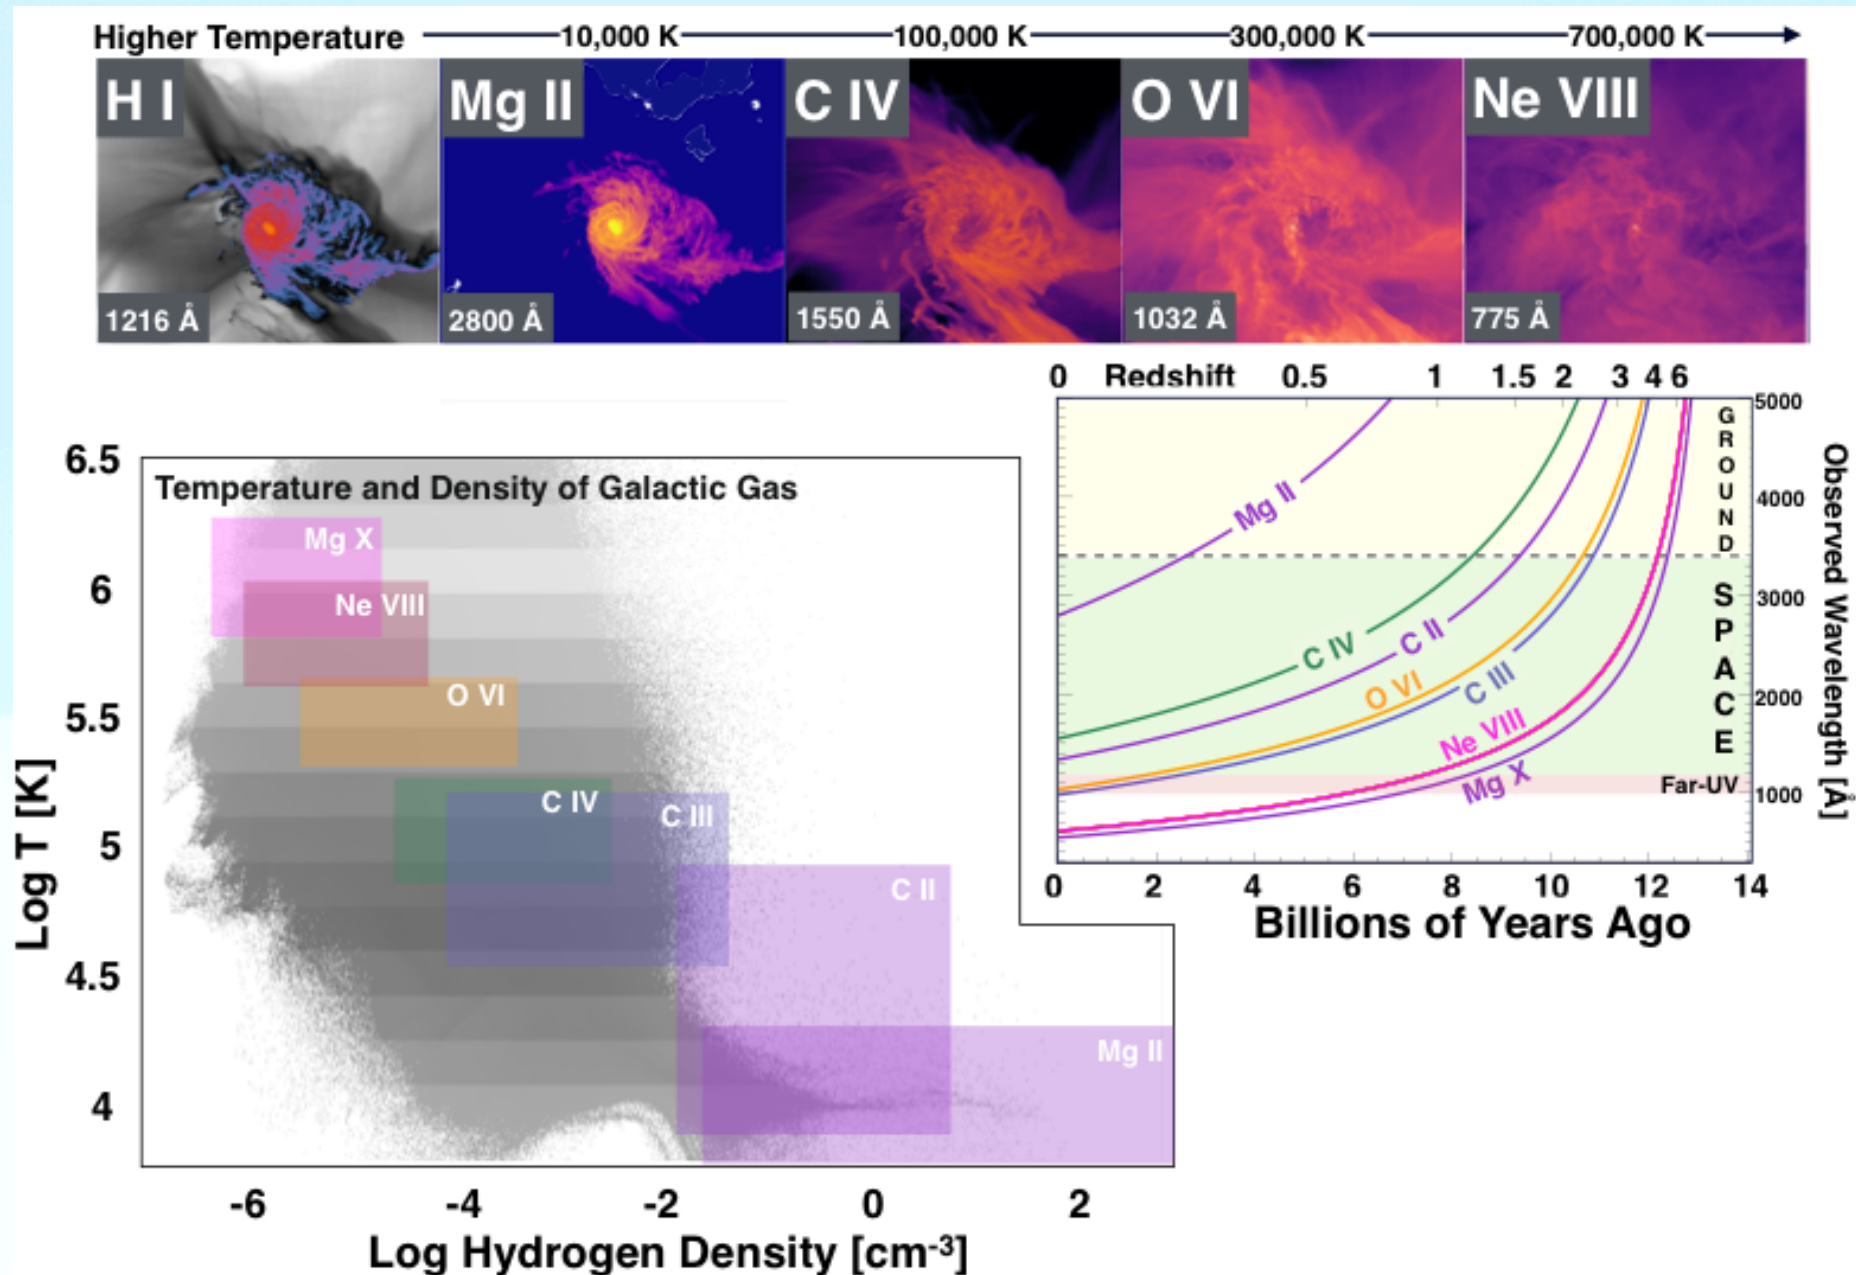 Higher Temperature 10,000 K 100,000 K 300,000 K 700,000 K
H I Mg II C IV O VI Ne VIII
1216 Å 2800 Å 1550 Å 1032 Å 775 Å
0 Redshift 0.5 1 1.5 2 3 4 6
5000
4000
3000
2000
1000
Observed Wavelength [Å]
GROUND
SPACE
Far-UV
Mg II
C IV
C II
O VI
C III
Ne VIII
Mg X
0 2 4 6 8 10 12 14
Billions of Years Ago
Temperature and Density of Galactic Gas
Mg X
Ne VIII
O VI
C IV
C III
C II
Mg II
6.5
6
5.5
5
4.5
4
Log T [K]
-6 -4 -2 0 2
Log Hydrogen Density [cm-3]